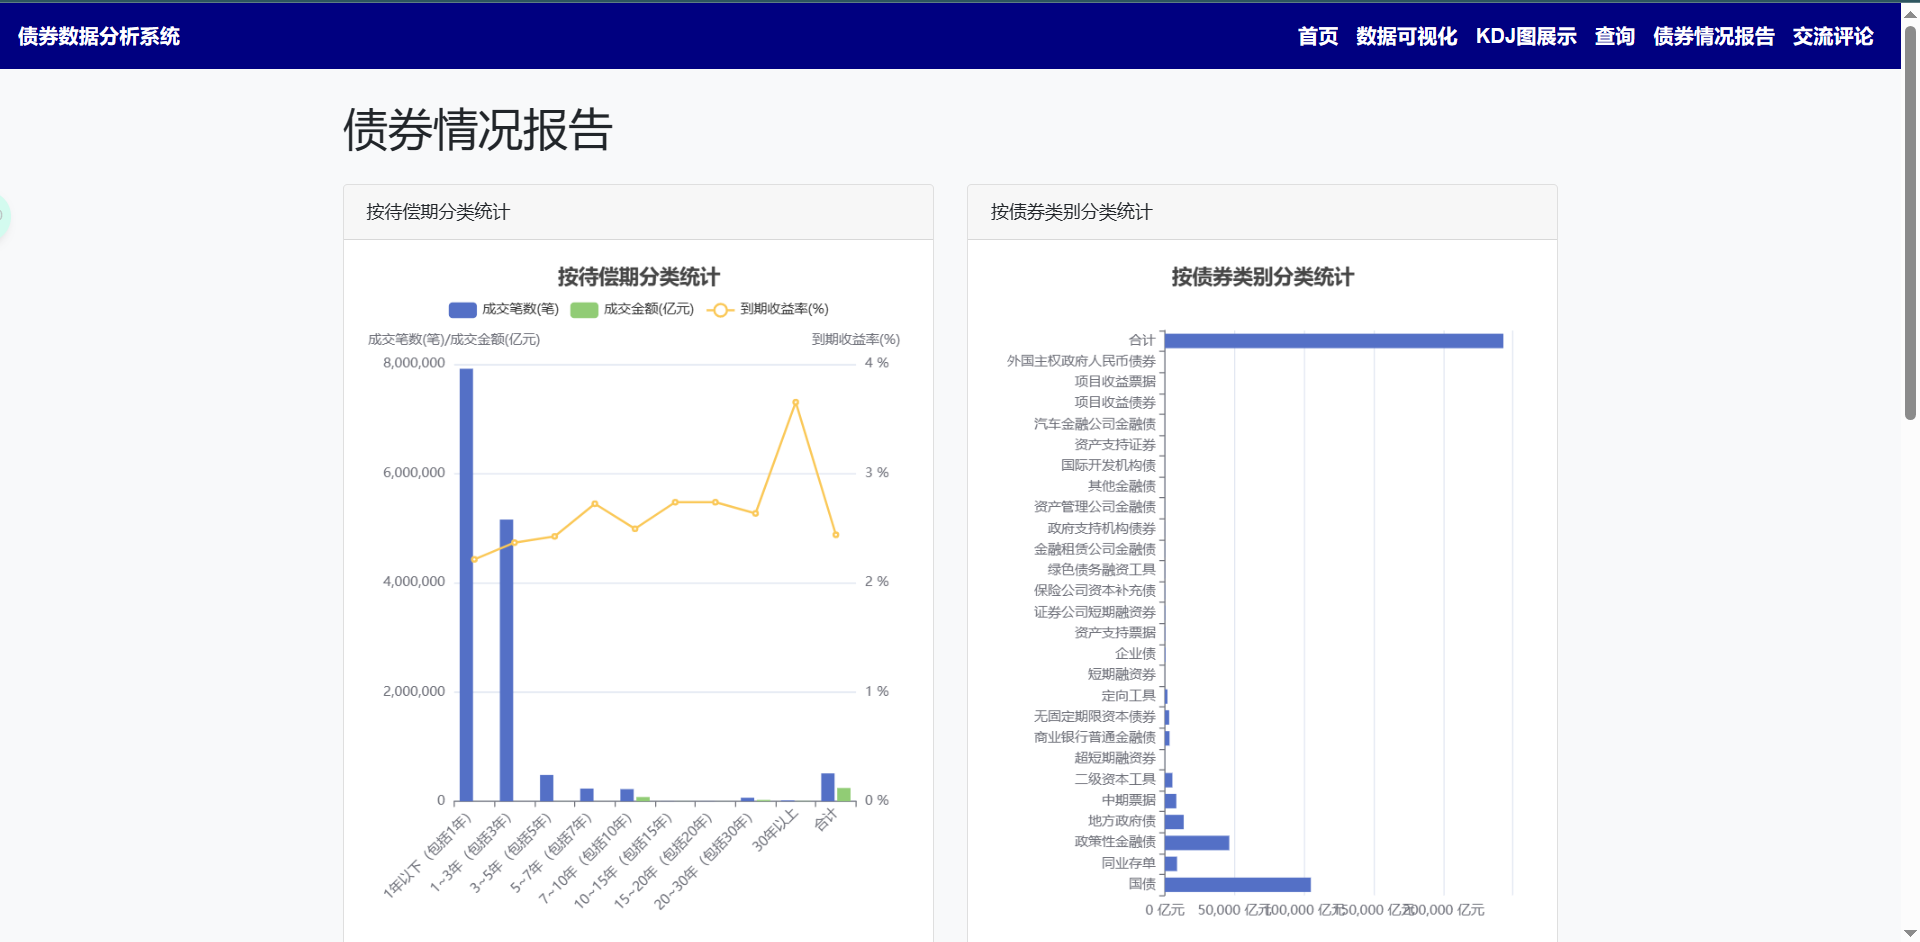 债券数据分析系统
首页 数据可视化 KDJ图展示 查询 债券情况报告 交流评论
债券情况报告
按待偿期分类统计
按待偿期分类统计
成交笔数(笔) 成交金额(亿元) 到期收益率(%)
成交笔数(笔)/成交金额(亿元) 到期收益率(%)
8,000,000 4 %
6,000,000 3 %
4,000,000 2 %
2,000,000 1 %
0 0 %
1年以下（包括1年）
1~3年（包括3年）
3~5年（包括5年）
5~7年（包括7年）
7~10年（包括10年）
10~15年（包括15年）
15~20年（包括20年）
20~30年（包括30年）
30年以上
合计
按债券类别分类统计
按债券类别分类统计
合计
外国主权政府人民币债券
项目收益票据
项目收益债券
汽车金融公司金融债
资产支持证券
国际开发机构债
其他金融债
资产管理公司金融债
政府支持机构债券
金融租赁公司金融债
绿色债务融资工具
保险公司资本补充债
证券公司短期融资券
资产支持票据
企业债
短期融资券
定向工具
无固定期限资本债券
商业银行普通金融债
超短期融资券
二级资本工具
中期票据
地方政府债
政策性金融债
同业存单
国债
0 亿元 50,000 亿元 100,000 亿元 150,000 亿元 200,000 亿元